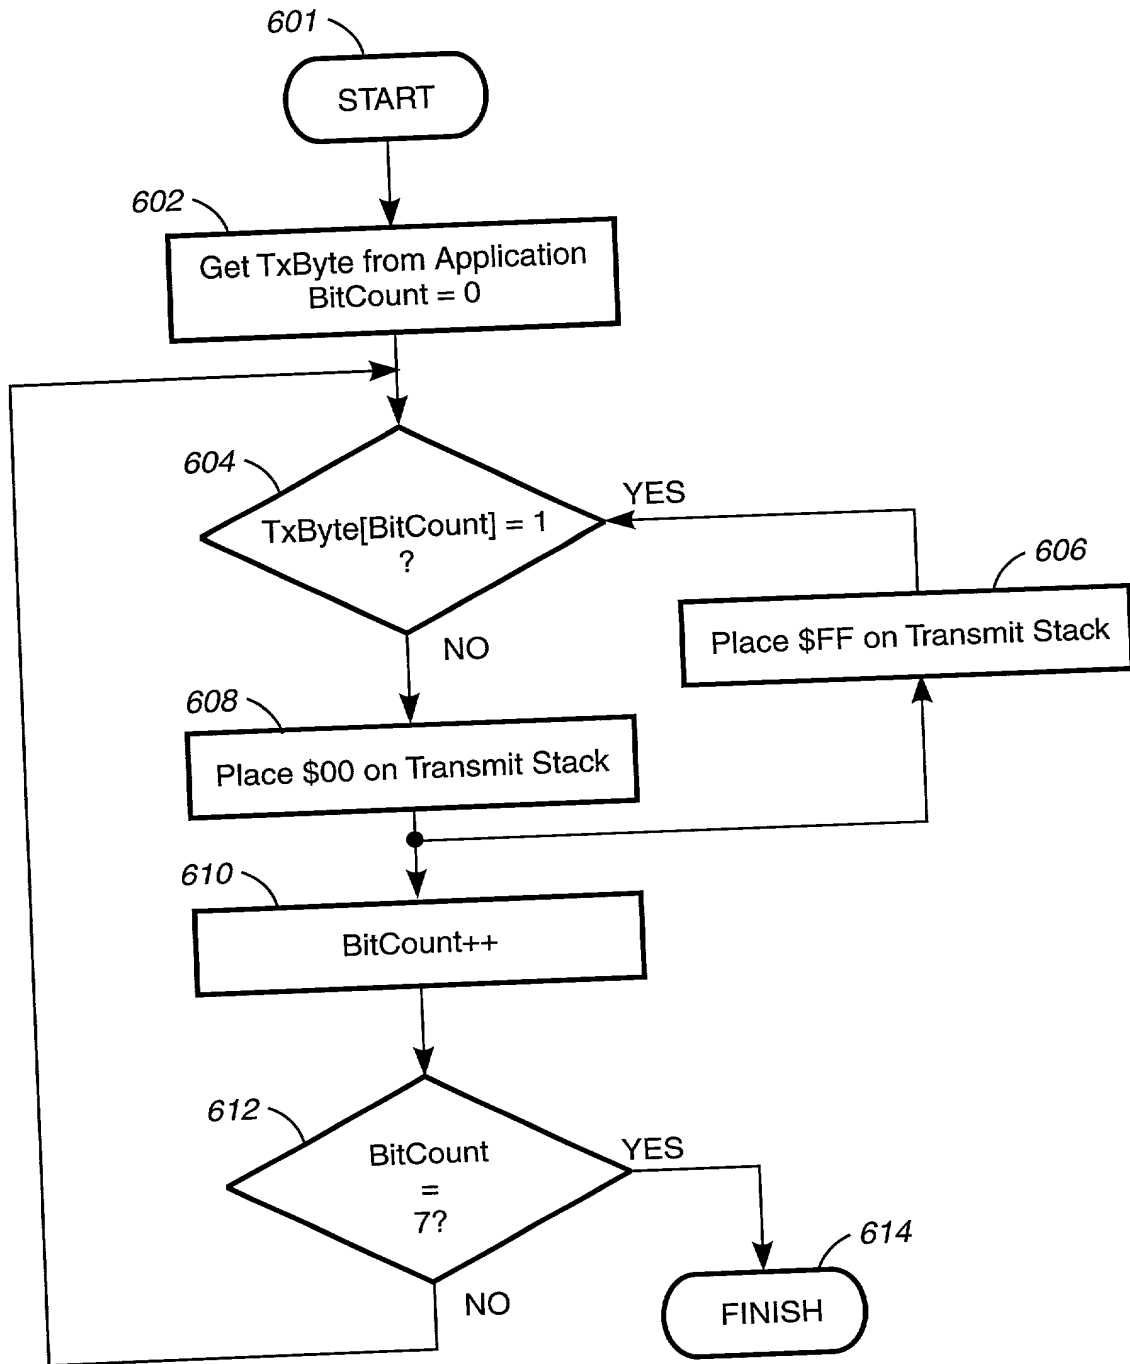 601
START
602
Get TxByte from Application
BitCount = 0
604
TxByte[BitCount] = 1
?
YES
606
Place $FF on Transmit Stack
NO
608
Place $00 on Transmit Stack
610
BitCount++
612
BitCount
=
7?
YES
614
FINISH
NO